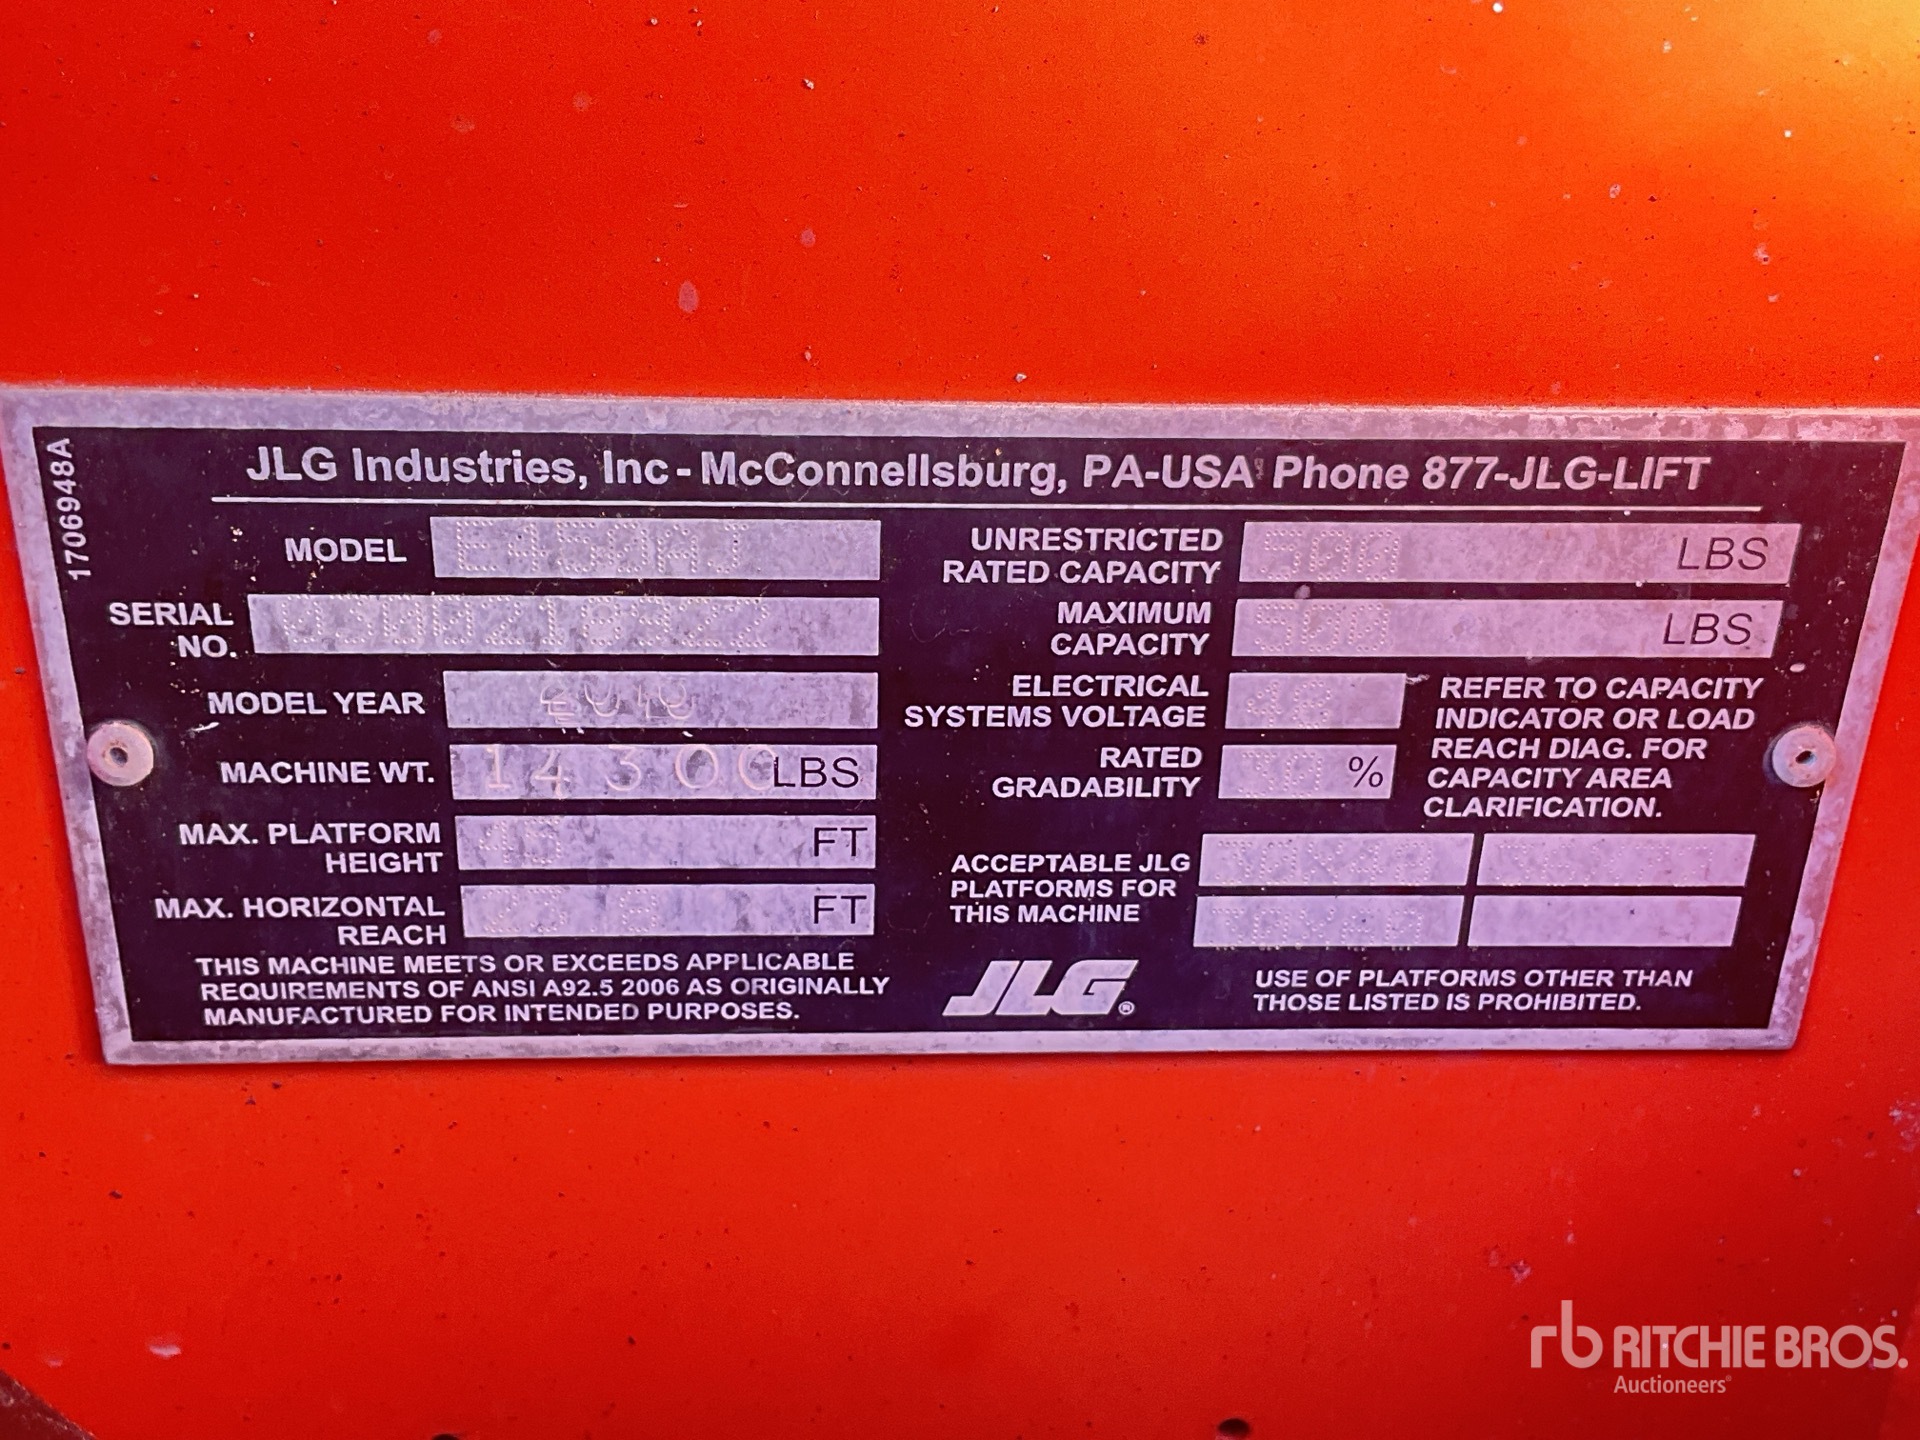 1706948A
JLG Industries, Inc - McConnellsburg, PA-USA Phone 877-JLG-LIFT
MODEL E450AJ
SERIAL NO.
MODEL YEAR
MACHINE WT. 14300 LBS
MAX. PLATFORM HEIGHT 45 FT
MAX. HORIZONTAL REACH FT
THIS MACHINE MEETS OR EXCEEDS APPLICABLE
REQUIREMENTS OF ANSI A92.5 2006 AS ORIGINALLY
MANUFACTURED FOR INTENDED PURPOSES.
UNRESTRICTED RATED CAPACITY 500 LBS
MAXIMUM CAPACITY 500 LBS
ELECTRICAL SYSTEMS VOLTAGE 48
RATED GRADABILITY 30 %
REFER TO CAPACITY
INDICATOR OR LOAD
REACH DIAG. FOR
CAPACITY AREA
CLARIFICATION.
ACCEPTABLE JLG
PLATFORMS FOR
THIS MACHINE
JLG®
USE OF PLATFORMS OTHER THAN
THOSE LISTED IS PROHIBITED.
rb RITCHIE BROS.
Auctioneers